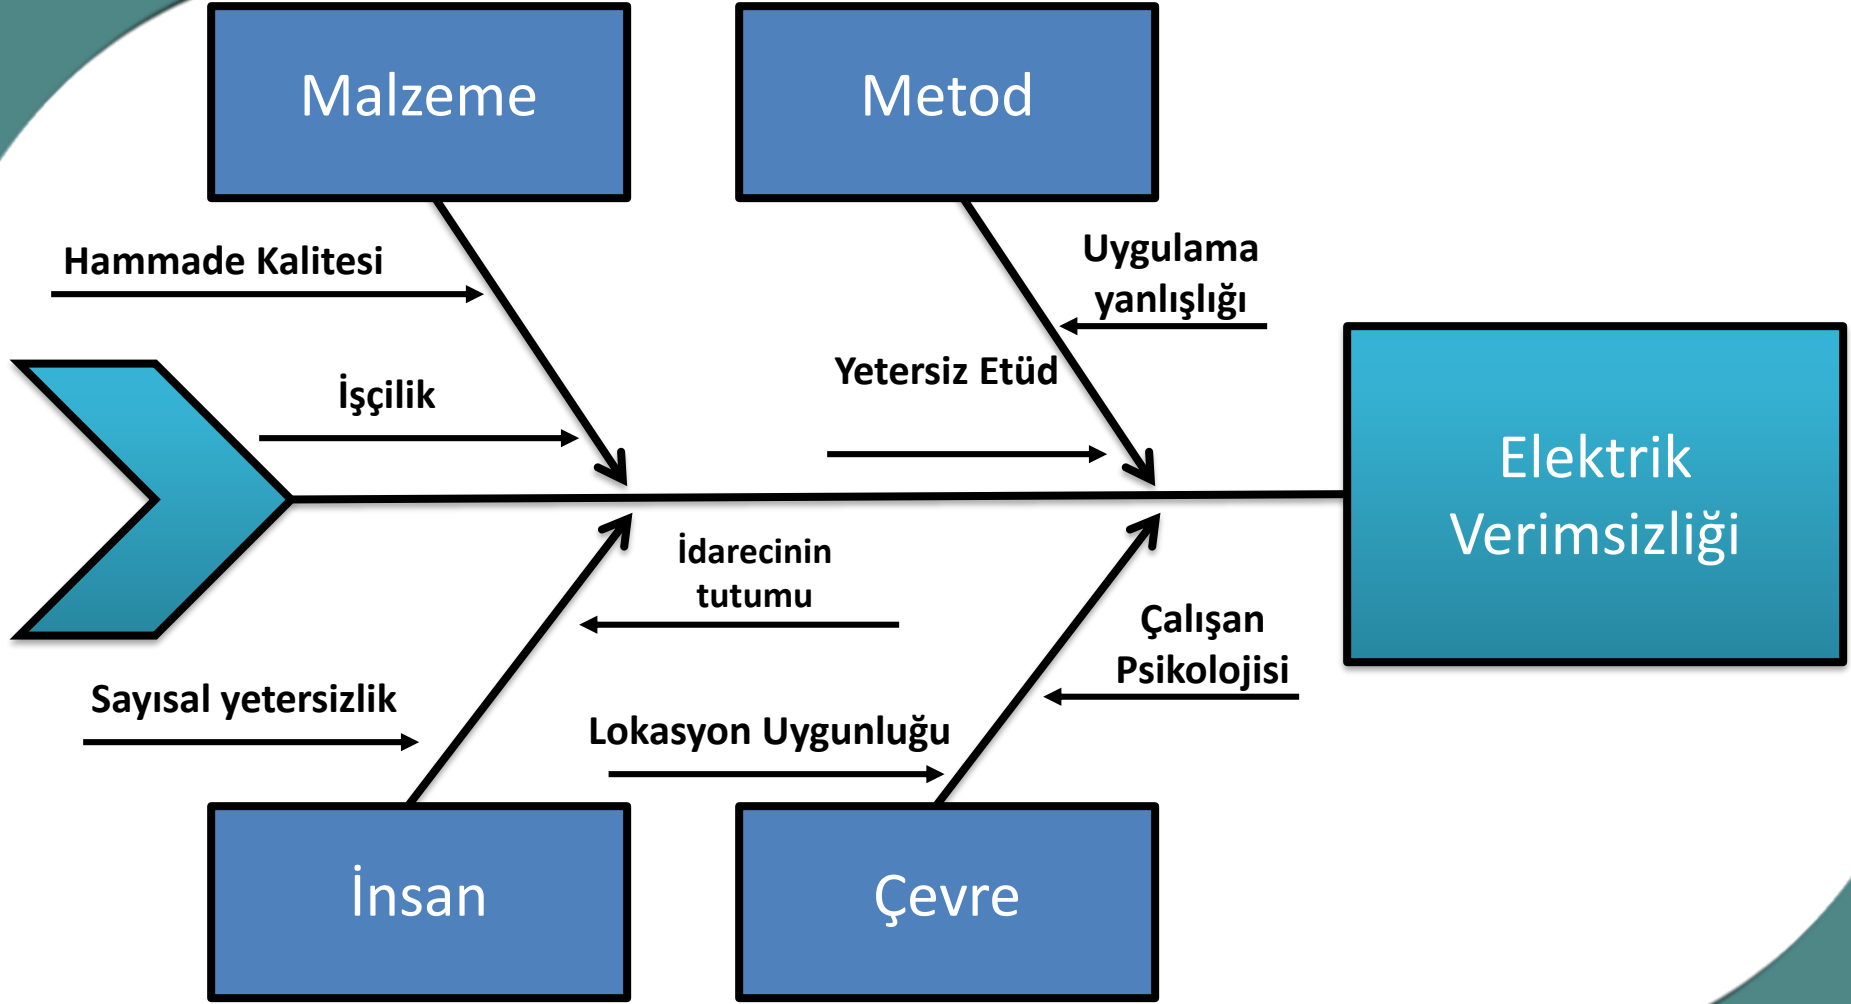 Malzeme
Metod
Hammade Kalitesi
Uygulama
yanlışlığı
İşçilik
Yetersiz Etüd
Elektrik
Verimsizliği
İdarecinin
tutumu
Çalışan
Psikolojisi
Sayısal yetersizlik
Lokasyon Uygunluğu
İnsan
Çevre